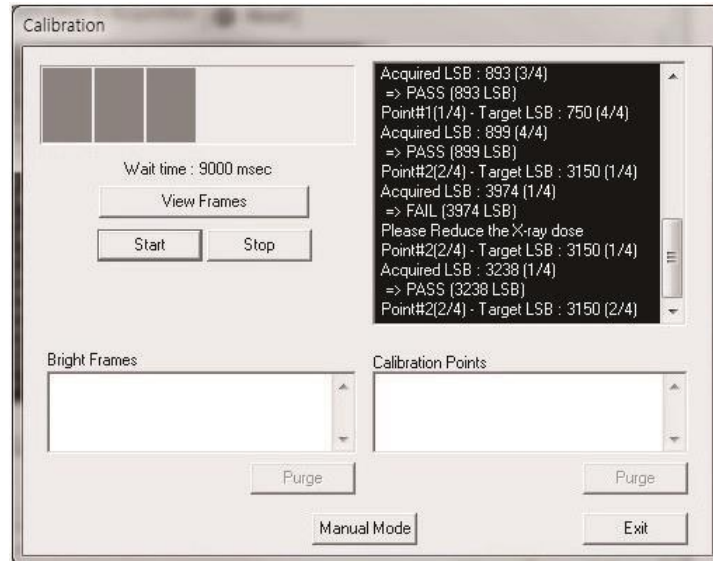 Calibration
Wait time : 9000 msec
View Frames
Start
Stop
Acquired LSB : 893 (3/4)
=> PASS (893 LSB)
Point#1(1/4) - Target LSB : 750 (4/4)
Acquired LSB : 899 (4/4)
=> PASS (899 LSB)
Point#2(2/4) - Target LSB : 3150 (1/4)
Acquired LSB : 3974 (1/4)
=> FAIL (3974 LSB)
Please Reduce the X-ray dose
Point#2(2/4) - Target LSB : 3150 (1/4)
Acquired LSB : 3238 (1/4)
=> PASS (3238 LSB)
Point#2(2/4) - Target LSB : 3150 (2/4)
Bright Frames
Calibration Points
Purge
Purge
Manual Mode
Exit